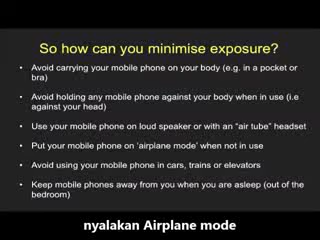 So how can you minimise exposure?
• Avoid carrying your mobile phone on your body (e.g. in a pocket or
bra)
• Avoid holding any mobile phone against your body when in use (i.e
against your head)
• Use your mobile phone on loud speaker or with an “air tube” headset
• Put your mobile phone on ‘airplane mode’ when not in use
• Avoid using your mobile phone in cars, trains or elevators
• Keep mobile phones away from you when you are asleep (out of the
bedroom)
nyalakan Airplane mode